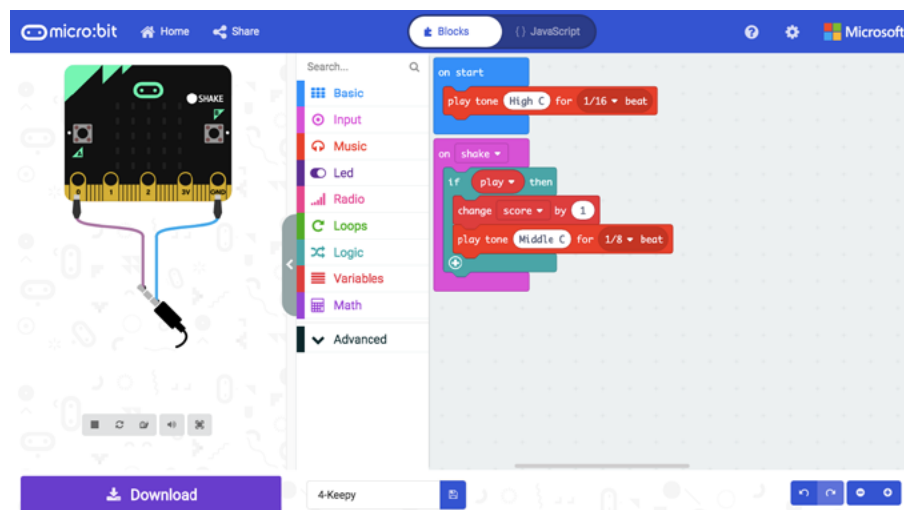 micro:bit Home Share Blocks {} JavaScript ? Microsoft
SHAKE
0 1 2 3V GND
Search...
Basic
Input
Music
Led
Radio
Loops
Logic
Variables
Math
Advanced
on start
play tone High C for 1/16 beat
on shake
if play then
change score by 1
play tone Middle C for 1/8 beat
Download
4-Keepy